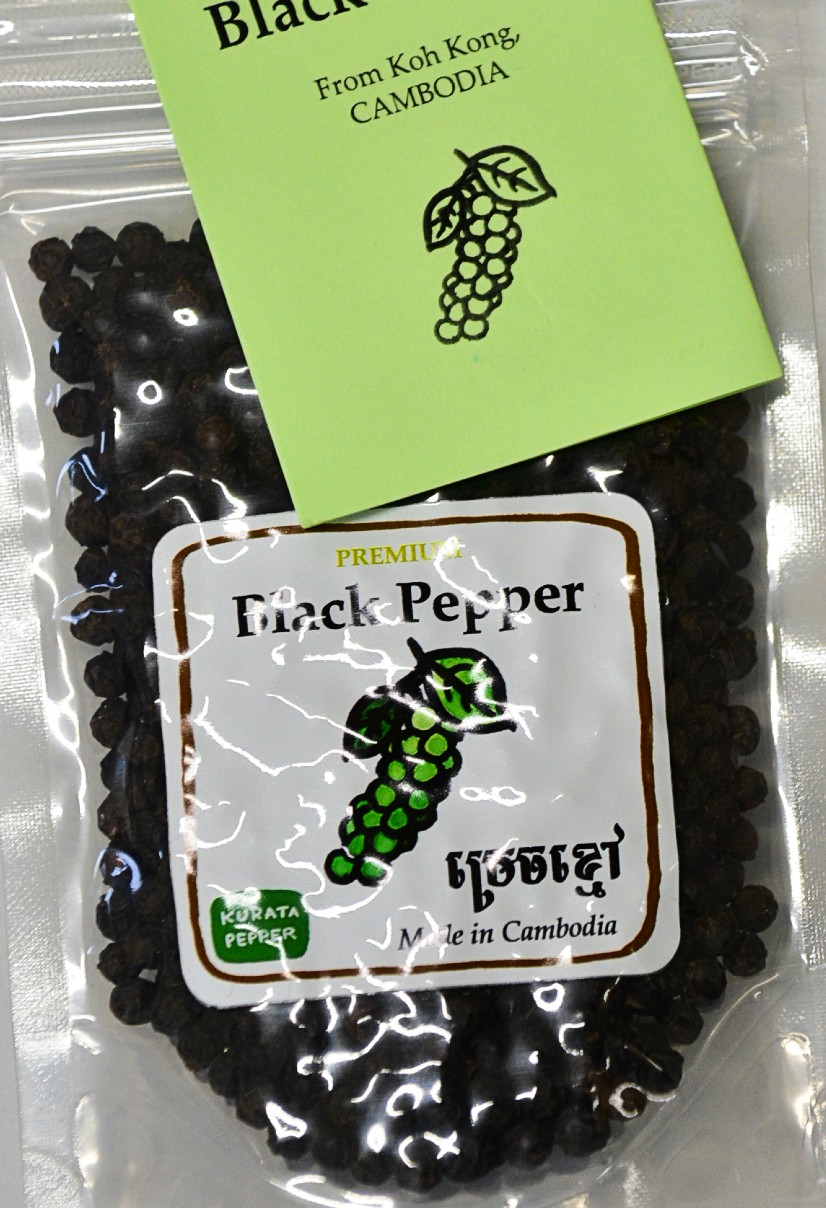 Black
From Koh Kong,
CAMBODIA
PREMIUM
Black Pepper
ម្រេចខ្មៅ
KURATA
PEPPER
Made in Cambodia